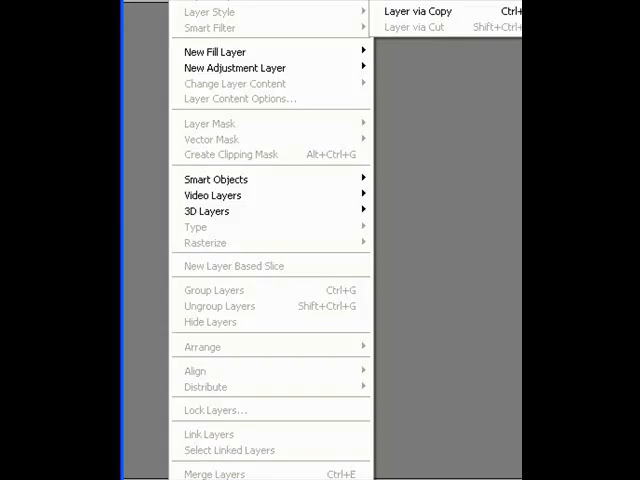 Layer Style
Layer via Copy Ctrl+
Smart Filter
Layer via Cut Shift+Ctrl+
New Fill Layer
New Adjustment Layer
Change Layer Content
Layer Content Options...
Layer Mask
Vector Mask
Create Clipping Mask Alt+Ctrl+G
Smart Objects
Video Layers
3D Layers
Type
Rasterize
New Layer Based Slice
Group Layers Ctrl+G
Ungroup Layers Shift+Ctrl+G
Hide Layers
Arrange
Align
Distribute
Lock Layers...
Link Layers
Select Linked Layers
Merge Layers Ctrl+E